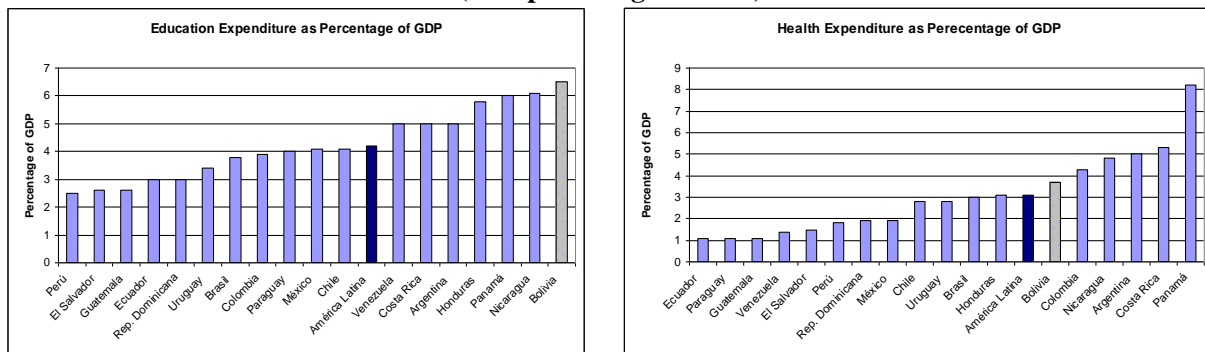 Education Expenditure as Percentage of GDP
Percentage of GDP
7
6
5
4
3
2
1
0
Perú
El Salvador
Guatemala
Ecuador
Rep. Dominicana
Uruguay
Brasil
Colombia
Paraguay
México
Chile
América Latina
Venezuela
Costa Rica
Argentina
Honduras
Panamá
Nicaragua
Bolivia
Health Expenditure as Perecentage of GDP
Percentage of GDP
9
8
7
6
5
4
3
2
1
0
Ecuador
Paraguay
Guatemala
Venezuela
El Salvador
Perú
Rep. Dominicana
México
Chile
Uruguay
Brasil
Honduras
América Latina
Bolivia
Colombia
Nicaragua
Argentina
Costa Rica
Panamá